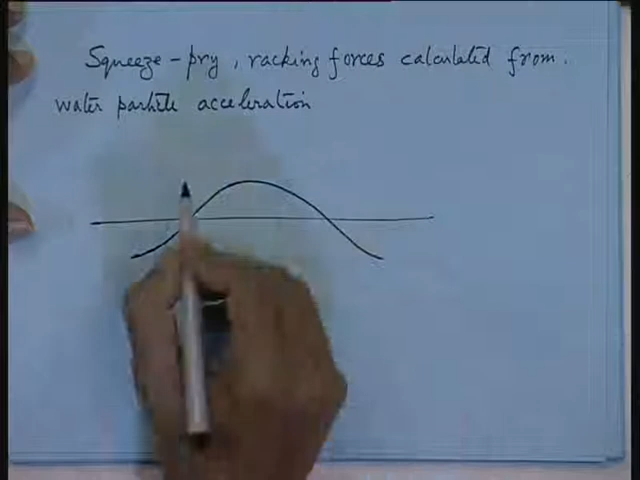 Squeeze - pry, racking forces calculated from.
water particle acceleration